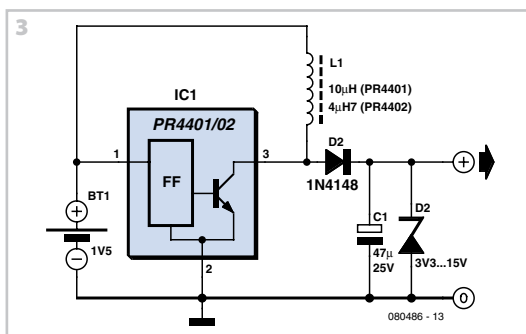 3
L1
10µH (PR4401)
4µH7 (PR4402)
IC1
PR4401/02
1
3
D2
1N4148
FF
+
BT1
+
1V5
−
C1
47µ
25V
D2
3V3...15V
2
0
080486 - 13